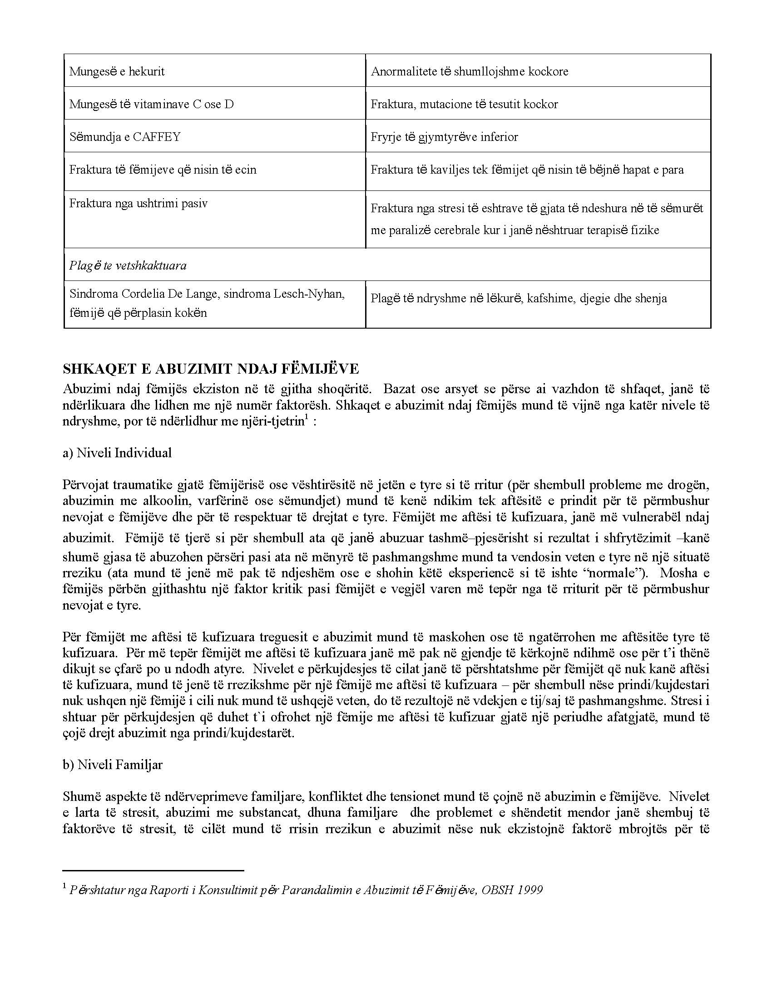 Mungesë e hekurit
Anormalitete të shumllojshme kockore
Mungesë të vitaminave C ose D
Fraktura, mutacione të tesutit kockor
Sëmundja e CAFFEY
Fryrje të gjymtyrëve inferior
Fraktura të fëmijeve që nisin të ecin
Fraktura të kaviljes tek fëmijet që nisin të bëjnë hapat e para
Fraktura nga ushtrimi pasiv
Fraktura nga stresi të eshtrave të gjata të ndeshura në të sëmurët
me paralizë cerebrale kur i janë nështruar terapisë fizike
Plagë te vetshkaktuara
Sindroma Cordelia De Lange, sindroma Lesch-Nyhan,
fëmijë që përplasin kokën
Plagë të ndryshme në lëkurë, kafshime, djegie dhe shenja
SHKAQET E ABUZIMIT NDAJ FËMIJËVE
Abuzimi ndaj fëmijës ekziston në të gjitha shoqëritë. Bazat ose arsyet se përse ai vazhdon të shfaqet, janë të
ndërlikuara dhe lidhen me një numër faktorësh. Shkaqet e abuzimit ndaj fëmijës mund të vijnë nga katër nivele të
ndryshme, por të ndërlidhur me njëri-tjetrin¹ :
a) Niveli Individual
Përvojat traumatike gjatë fëmijërisë ose vështirësitë në jetën e tyre si të rritur (për shembull probleme me drogën,
abuzimin me alkoolin, varfërinë ose sëmundjet) mund të kenë ndikim tek aftësitë e prindit për të përmbushur
nevojat e fëmijëve dhe për të respektuar të drejtat e tyre. Fëmijët me aftësi të kufizuara, janë më vulnerabël ndaj
abuzimit. Fëmijë të tjerë si për shembull ata që janë abuzuar tashmë–pjesërisht si rezultat i shfrytëzimit –kanë
shumë gjasa të abuzohen përsëri pasi ata në mënyrë të pashmangshme mund ta vendosin veten e tyre në një situatë
rreziku (ata mund të jenë më pak të ndjeshëm ose e shohin këtë eksperiencë si të ishte “normale”). Mosha e
fëmijës përbën gjithashtu një faktor kritik pasi fëmijët e vegjël varen më tepër nga të rriturit për të përmbushur
nevojat e tyre.
Për fëmijët me aftësi të kufizuara treguesit e abuzimit mund të maskohen ose të ngatërrohen me aftësitëe tyre të
kufizuara. Për më tepër fëmijët me aftësi të kufizuara janë më pak në gjendje të kërkojnë ndihmë ose për t’i thënë
dikujt se çfarë po u ndodh atyre. Nivelet e përkujdesjes të cilat janë të përshtatshme për fëmijët që nuk kanë aftësi
të kufizuara, mund të jenë të rrezikshme për një fëmijë me aftësi të kufizuara – për shembull nëse prindi/kujdestari
nuk ushqen një fëmijë i cili nuk mund të ushqejë veten, do të rezultojë në vdekjen e tij/saj të pashmangshme. Stresi i
shtuar për përkujdesjen që duhet t`i ofrohet një fëmije me aftësi të kufizuar gjatë një periudhe afatgjatë, mund të
çojë drejt abuzimit nga prindi/kujdestarët.
b) Niveli Familjar
Shumë aspekte të ndërveprimeve familjare, konfliktet dhe tensionet mund të çojnë në abuzimin e fëmijëve. Nivelet
e larta të stresit, abuzimi me substancat, dhuna familjare dhe problemet e shëndetit mendor janë shembuj të
faktorëve të stresit, të cilët mund të rrisin rrezikun e abuzimit nëse nuk ekzistojnë faktorë mbrojtës për të
¹ Përshtatur nga Raporti i Konsultimit për Parandalimin e Abuzimit të Fëmijëve, OBSH 1999